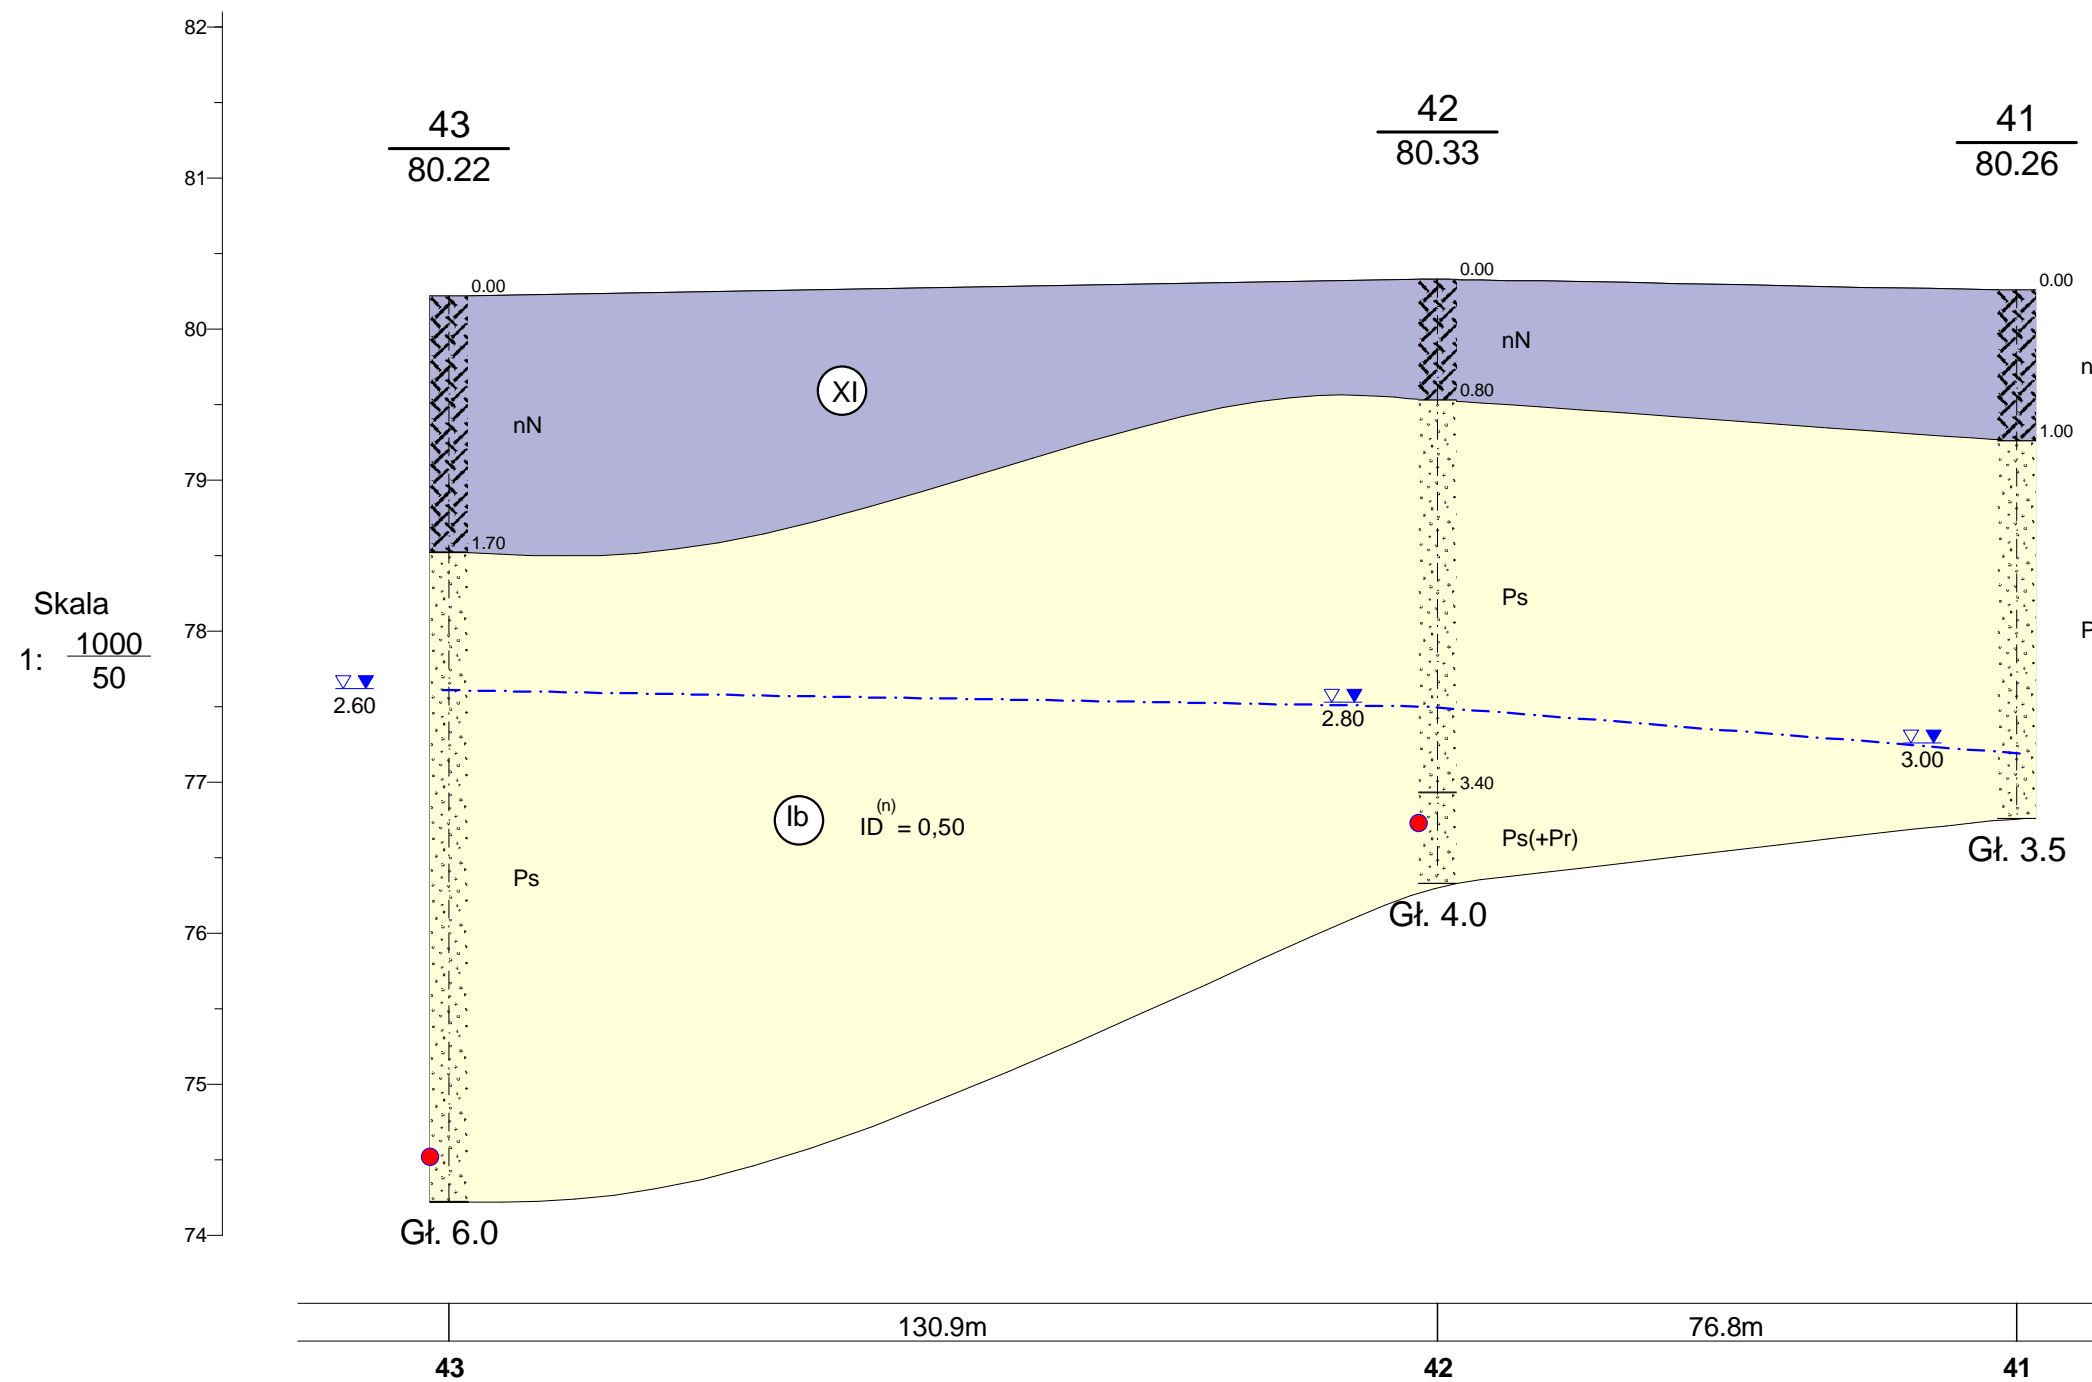 82
81
80
79
78
77
76
75
74
Skala
1: 1000
50
43
80.22
42
80.33
41
80.26
0.00
0.00
0.00
nN
XI
nN
n
0.80
1.00
1.70
Ps
P
2.60
2.80
3.00
3.40
Ib
ID(n) = 0,50
Ps
Ps(+Pr)
Gł. 6.0
Gł. 4.0
Gł. 3.5
130.9m
76.8m
43
42
41